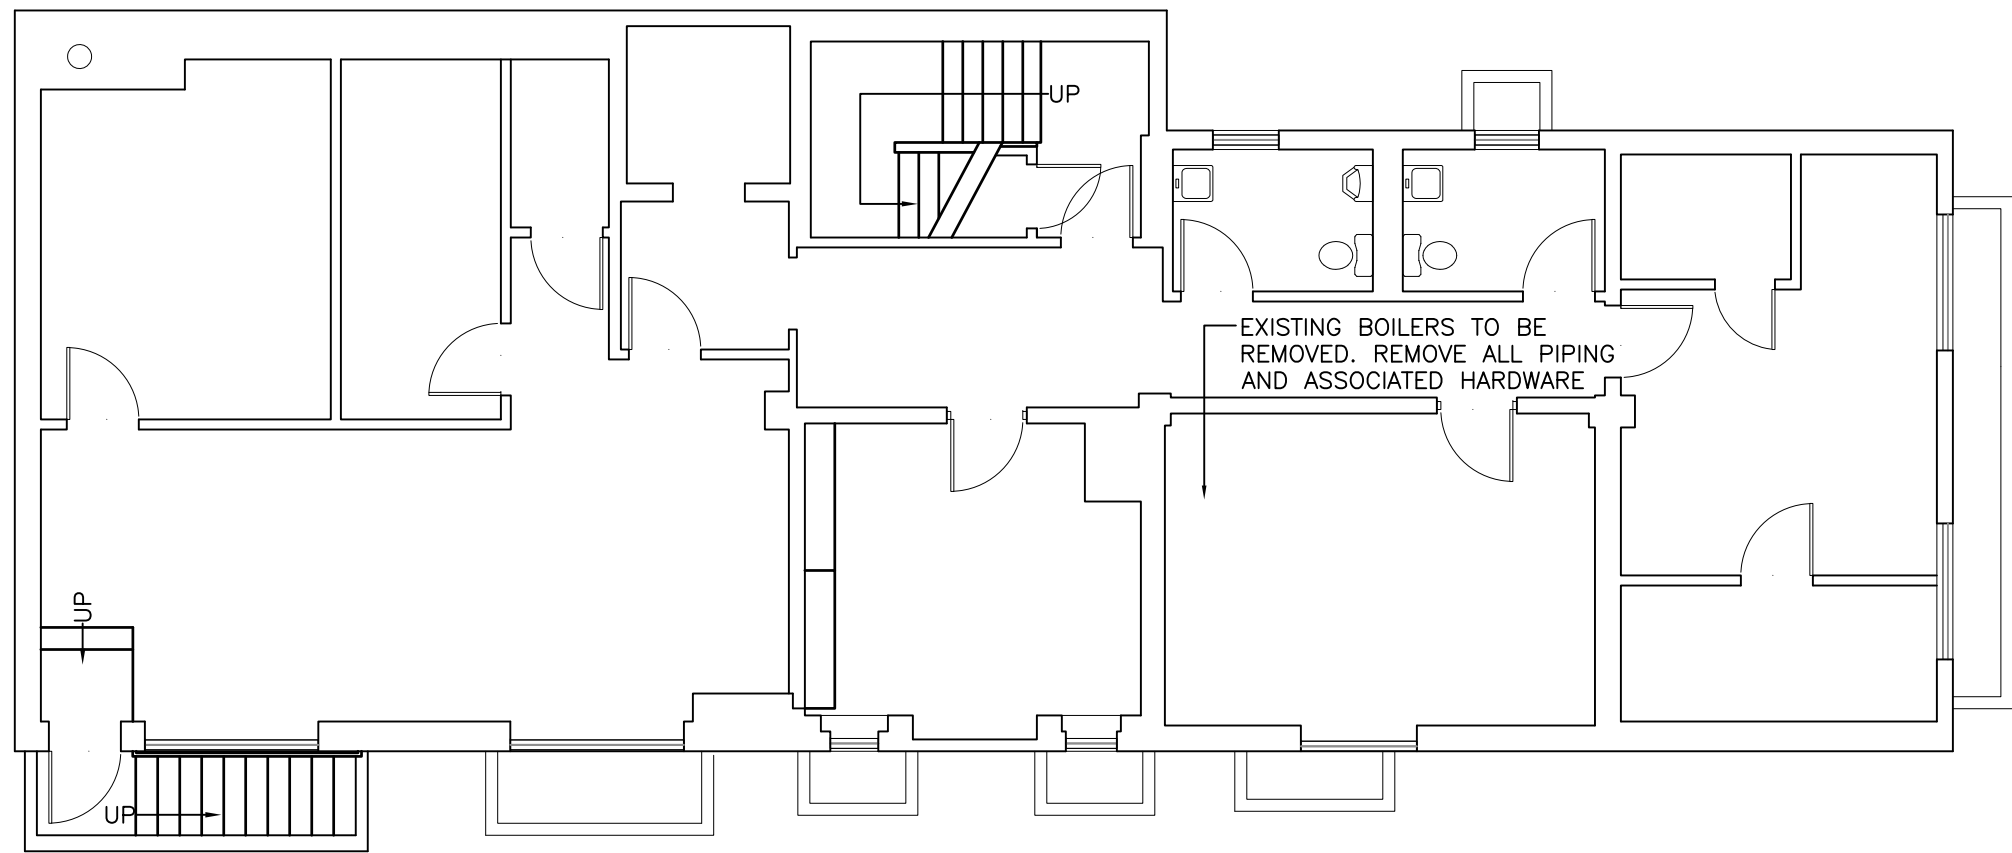 UP
EXISTING BOILERS TO BE
REMOVED. REMOVE ALL PIPING
AND ASSOCIATED HARDWARE
UP
UP